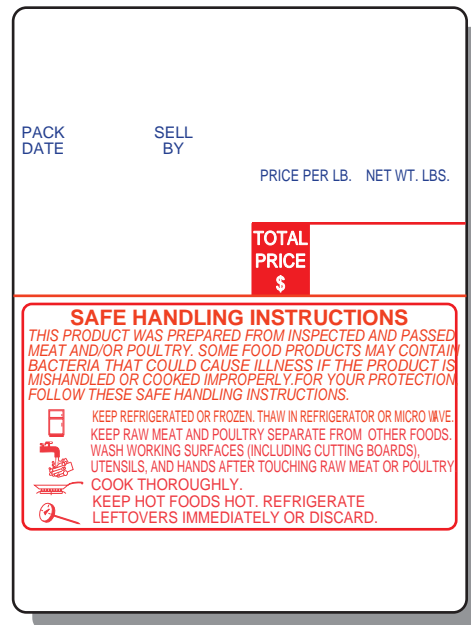 PACK DATE
SELL BY
PRICE PER LB. NET WT. LBS.
TOTAL
PRICE
$
SAFE HANDLING INSTRUCTIONS
THIS PRODUCT WAS PREPARED FROM INSPECTED AND PASSED
MEAT AND/OR POULTRY. SOME FOOD PRODUCTS MAY CONTAIN
BACTERIA THAT COULD CAUSE ILLNESS IF THE PRODUCT IS
MISHANDLED OR COOKED IMPROPERLY.FOR YOUR PROTECTION
FOLLOW THESE SAFE HANDLING INSTRUCTIONS.
KEEP REFRIGERATED OR FROZEN. THAW IN REFRIGERATOR OR MICRO WAVE.
KEEP RAW MEAT AND POULTRY SEPARATE FROM OTHER FOODS.
WASH WORKING SURFACES (INCLUDING CUTTING BOARDS),
UTENSILS, AND HANDS AFTER TOUCHING RAW MEAT OR POULTRY
COOK THOROUGHLY.
KEEP HOT FOODS HOT. REFRIGERATE
LEFTOVERS IMMEDIATELY OR DISCARD.